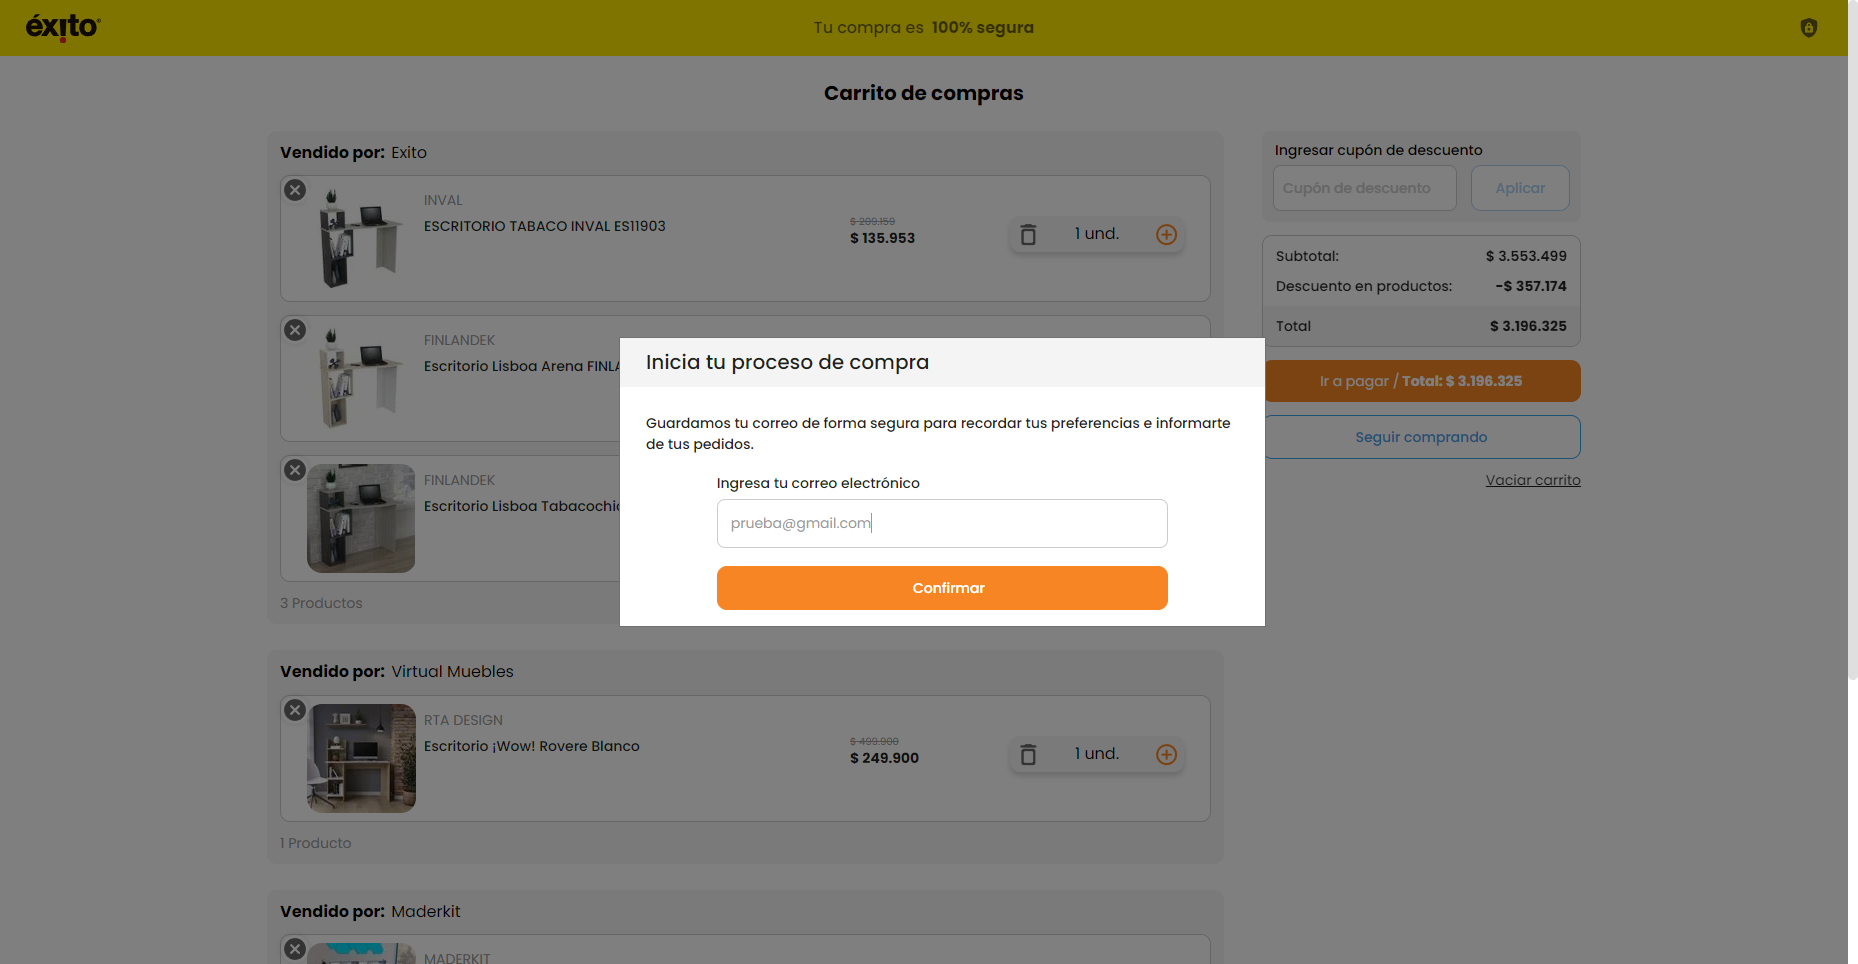 éxito
Tu compra es 100% segura
Carrito de compras
Vendido por: Exito
INVAL
ESCRITORIO TABACO INVAL ES11903
$ 209.150
$ 135.953
1 und.
FINLANDEK
Escritorio Lisboa Arena FINLA
FINLANDEK
Escritorio Lisboa Tabacochi
3 Productos
Vendido por: Virtual Muebles
RTA DESIGN
Escritorio ¡Wow! Rovere Blanco
$ 499.900
$ 249.900
1 und.
1 Producto
Vendido por: Maderkit
MADERKIT
Ingresar cupón de descuento
Cupón de descuento
Aplicar
Subtotal: $ 3.553.499
Descuento en productos: -$ 357.174
Total $ 3.196.325
Ir a pagar / Total: $ 3.196.325
Seguir comprando
Vaciar carrito
Inicia tu proceso de compra
Guardamos tu correo de forma segura para recordar tus preferencias e informarte
de tus pedidos.
Ingresa tu correo electrónico
prueba@gmail.com
Confirmar